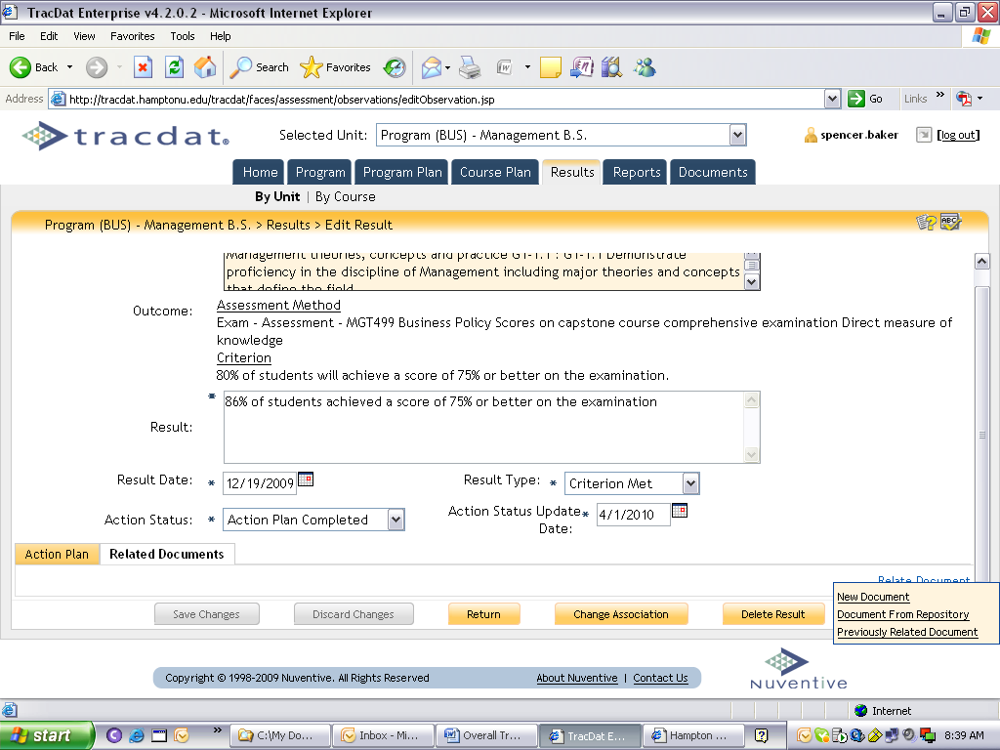 TracDat Enterprise v4.2.0.2 - Microsoft Internet Explorer
File Edit View Favorites Tools Help
Back Search Favorites
Address http://tracdat.hamptonu.edu/tracdat/faces/assessment/observations/editObservation.jsp Go Links »
tracdat® Selected Unit: Program (BUS) - Management B.S. spencer.baker [log out]
Home Program Program Plan Course Plan Results Reports Documents
By Unit | By Course
Program (BUS) - Management B.S. > Results > Edit Result ABC
Management theories, concepts and practice G1-1.1 : G1-1.1 Demonstrate
proficiency in the discipline of Management including major theories and concepts
that define the field
Outcome: Assessment Method
Exam - Assessment - MGT499 Business Policy Scores on capstone course comprehensive examination Direct measure of
knowledge
Criterion
80% of students will achieve a score of 75% or better on the examination.
* 86% of students achieved a score of 75% or better on the examination
Result:
Result Date: * 12/19/2009 Result Type: * Criterion Met
Action Status: * Action Plan Completed Action Status Update * 4/1/2010
Date:
Action Plan Related Documents
Relate Document
New Document
Document From Repository
Previously Related Document
Save Changes Discard Changes Return Change Association Delete Result
Copyright © 1998-2009 Nuventive. All Rights Reserved About Nuventive | Contact Us
NUVENTIVE
Internet
start » C:\My Do... Inbox - Mi... Overall Tr... TracDat E... Hampton ... 8:39 AM